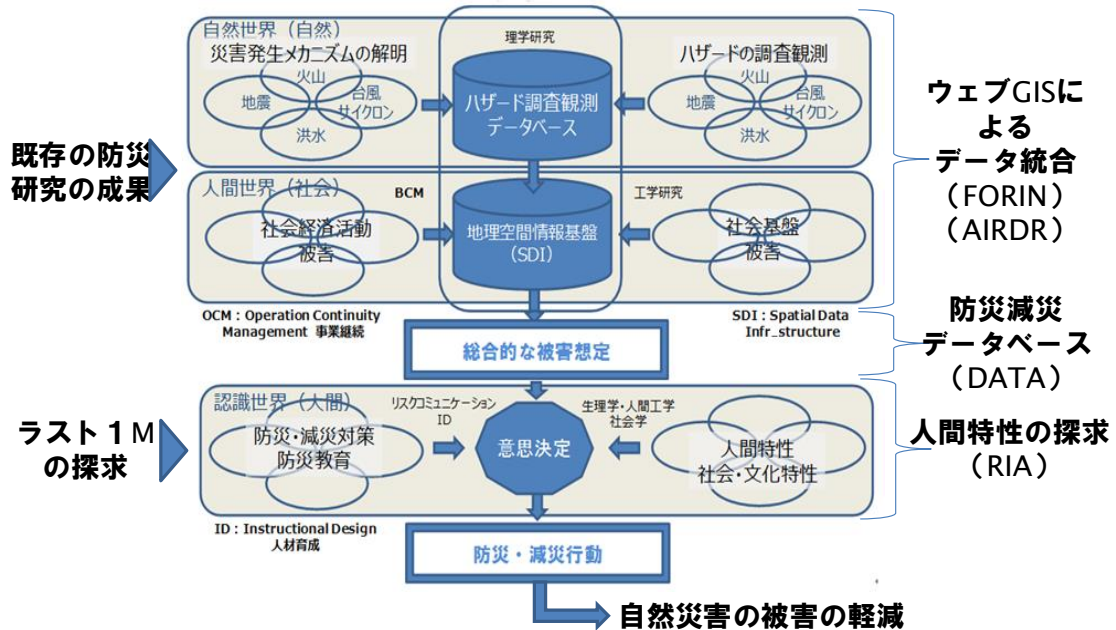 自然世界(自然)
災害発生メカニズムの解明
火山
地震
台風
サイクロン
洪水
理学研究
ハザード調査観測
データベース
ハザードの調査観測
火山
地震
台風
サイクロン
洪水
既存の防災
研究の成果
人間世界(社会)
BCM
社会経済活動
被害
地理空間情報基盤
(SDI)
工学研究
社会基盤
被害
ウェブGISに
よる
データ統合
(FORIN)
(AIRDR)
OCM:Operation Continuity
Management 事業継続
SDI:Spatial Data
Infr_structure
総合的な被害想定
防災減災
データベース
(DATA)
認識世界(人間)
防災・減災対策
防災教育
リスクコミュニケーション
ID
意思決定
生理学・人間工学
社会学
人間特性
社会・文化特性
ラスト1M
の探求
人間特性の探求
(RIA)
ID:Instructional Design
人材育成
防災・減災行動
自然災害の被害の軽減